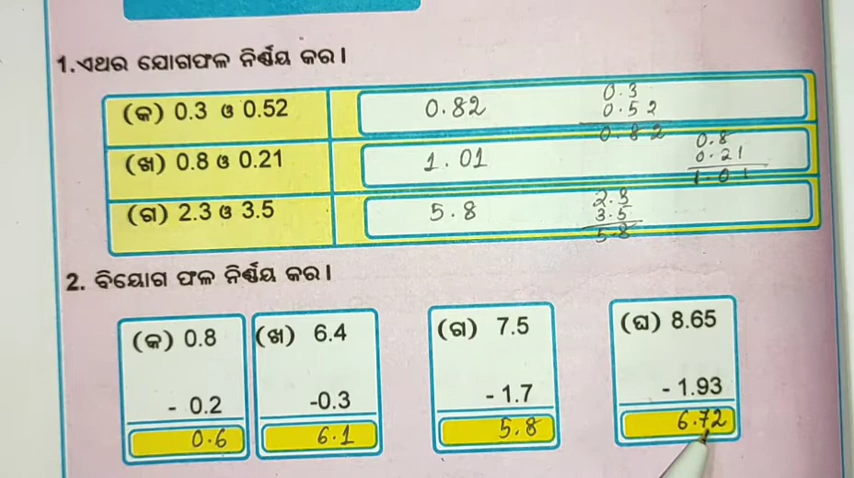 1.ଏଥର ଯୋଗଫଳ ନିର୍ଣ୍ଣୟ କର।
(କ) 0.3 ଓ 0.52 0.82 0.3
0.52
0.82
(ଖ) 0.8 ଓ 0.21 1.01 0.8
0.21
1.01
(ଗ) 2.3 ଓ 3.5 5.8 2.3
3.5
5.8
2. ବିୟୋଗ ଫଳ ନିର୍ଣ୍ଣୟ କର।
(କ) 0.8 (ଖ) 6.4 (ଗ) 7.5 (ଘ) 8.65
- 0.2 -0.3 - 1.7 - 1.93
0.6 6.1 5.8 6.72